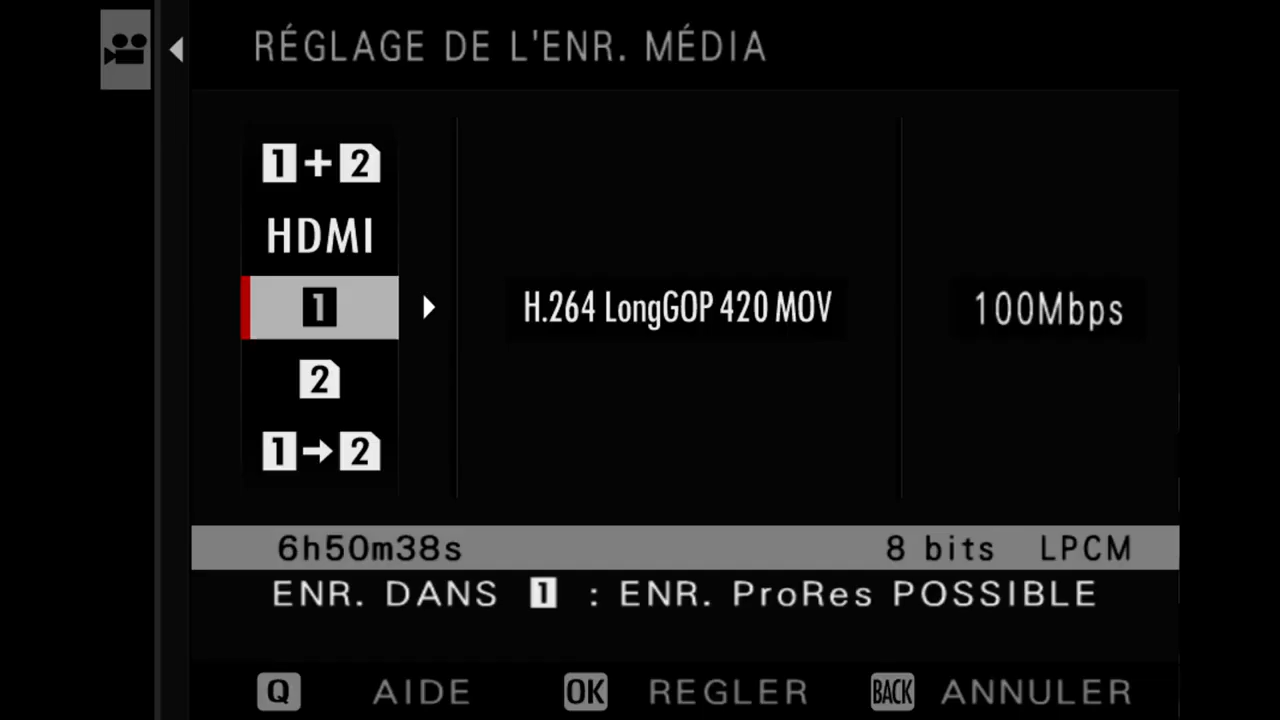 RÉGLAGE DE L'ENR. MÉDIA
1+2
HDMI
1 H.264 LongGOP 420 MOV 100Mbps
2
1→2
6h50m38s 8 bits LPCM
ENR. DANS 1 : ENR. ProRes POSSIBLE
Q AIDE OK REGLER BACK ANNULER